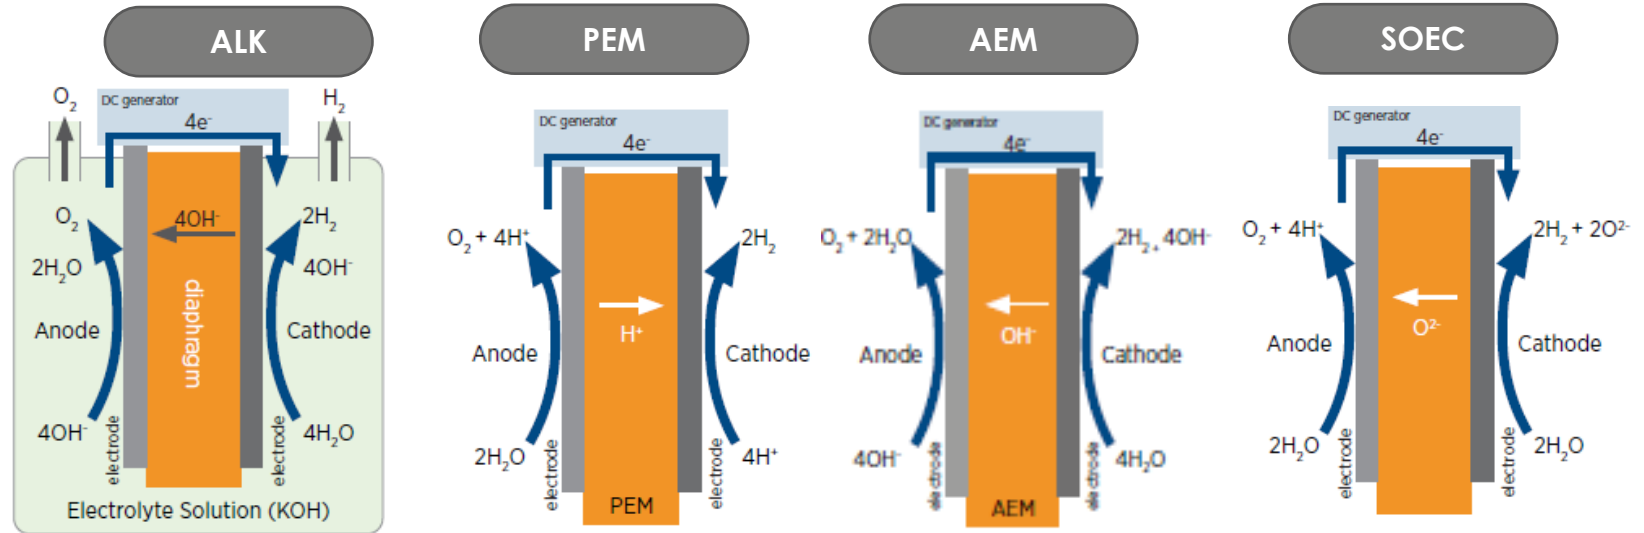 ALK
O₂
H₂
DC generator
4e⁻
O₂
4OH⁻
2H₂
2H₂O
4OH⁻
diaphragm
Anode
Cathode
4OH⁻
electrode
electrode
4H₂O
Electrolyte Solution (KOH)
PEM
DC generator
4e⁻
O₂ + 4H⁺
2H₂
H⁺
Anode
Cathode
2H₂O
electrode
electrode
4H⁺
PEM
AEM
DC generator
4e⁻
O₂ + 2H₂O
2H₂ + 4OH⁻
OH⁻
Anode
Cathode
4OH⁻
electrode
electrode
4H₂O
AEM
SOEC
DC generator
4e⁻
O₂ + 4H⁺
2H₂ + 2O²⁻
O²⁻
Anode
Cathode
2H₂O
electrode
electrode
2H₂O